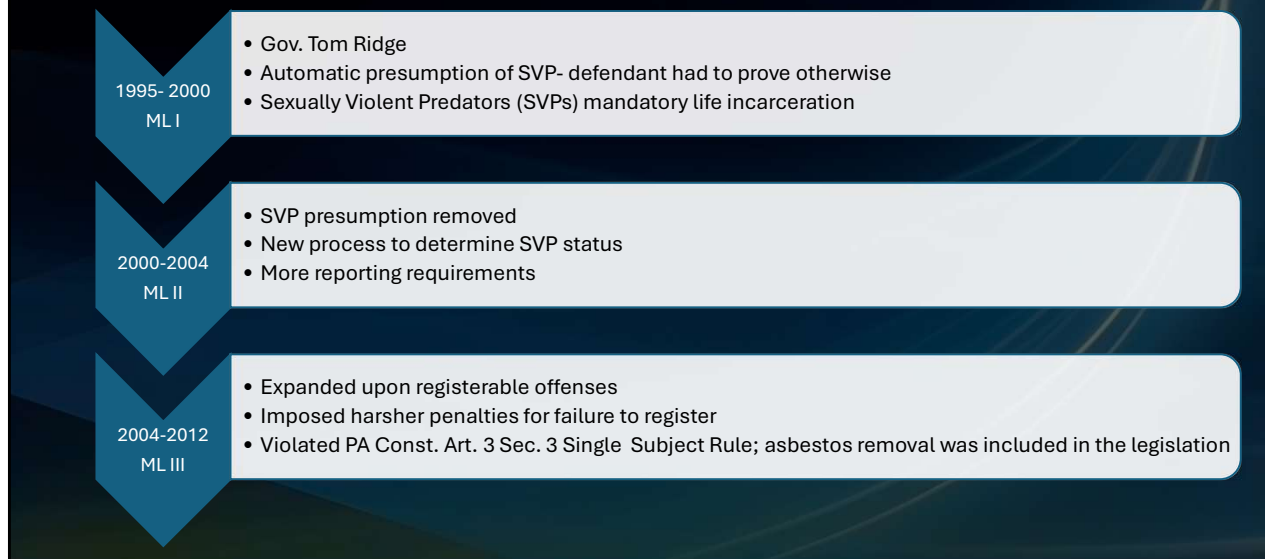 1995- 2000
ML I
• Gov. Tom Ridge
• Automatic presumption of SVP- defendant had to prove otherwise
• Sexually Violent Predators (SVPs) mandatory life incarceration
2000-2004
ML II
• SVP presumption removed
• New process to determine SVP status
• More reporting requirements
2004-2012
ML III
• Expanded upon registerable offenses
• Imposed harsher penalties for failure to register
• Violated PA Const. Art. 3 Sec. 3 Single Subject Rule; asbestos removal was included in the legislation